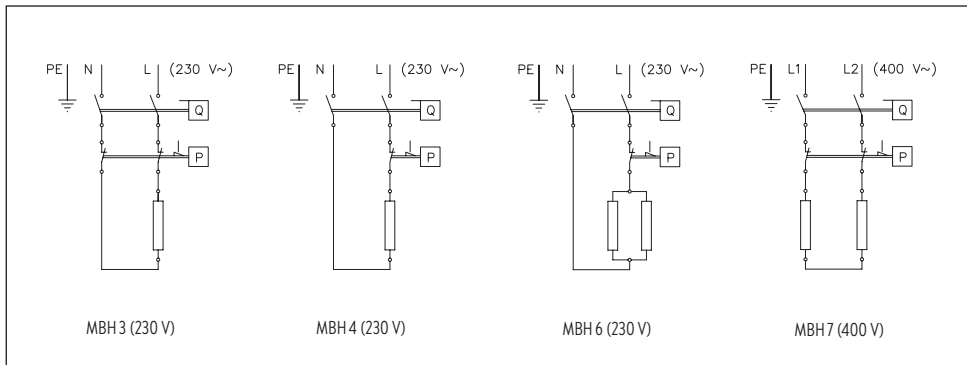 PE N L (230 V~) PE N L (230 V~) PE N L (230 V~) PE L1 L2 (400 V~)
Q Q Q Q
P P P P
MBH 3 (230 V) MBH 4 (230 V) MBH 6 (230 V) MBH 7 (400 V)